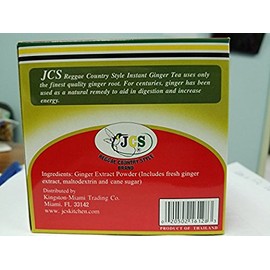 JCS Reggae Country Style Instant Ginger Tea uses only
the finest quality ginger root. For centuries, ginger has been
used as a natural remedy to aid in digestion and increase
energy.
JCS
REGGAE COUNTRY STYLE
BRAND
Ingredients: Ginger Extract Powder (Includes fresh ginger
extract, maltodextrin and cane sugar)
Distributed by
Kingston-Miami Trading Co.
Miami, FL 33142
www.jcskitchen.com
PRODUCT OF THAILAND